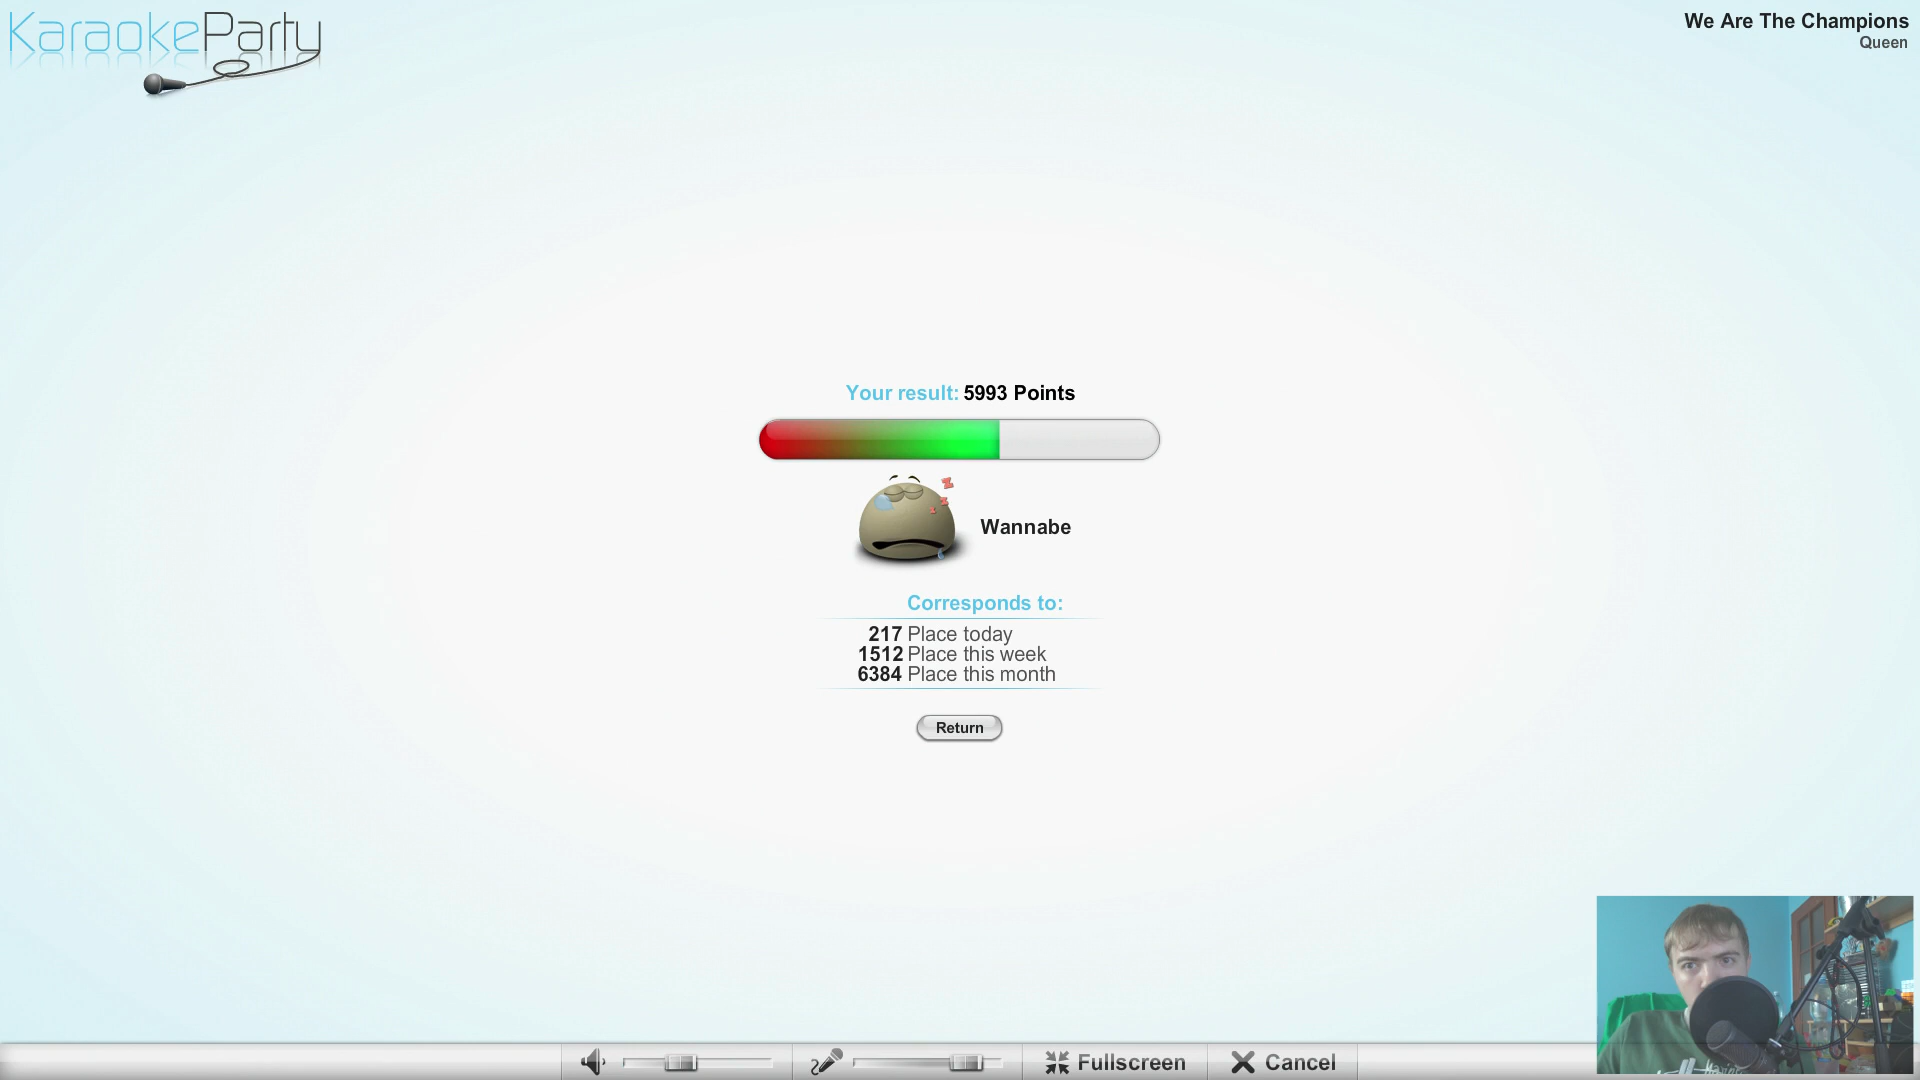 KaraokeParty
We Are The Champions
Queen
Your result: 5993 Points
z
z
z
Wannabe
Corresponds to:
217 Place today
1512 Place this week
6384 Place this month
Return
Fullscreen
Cancel